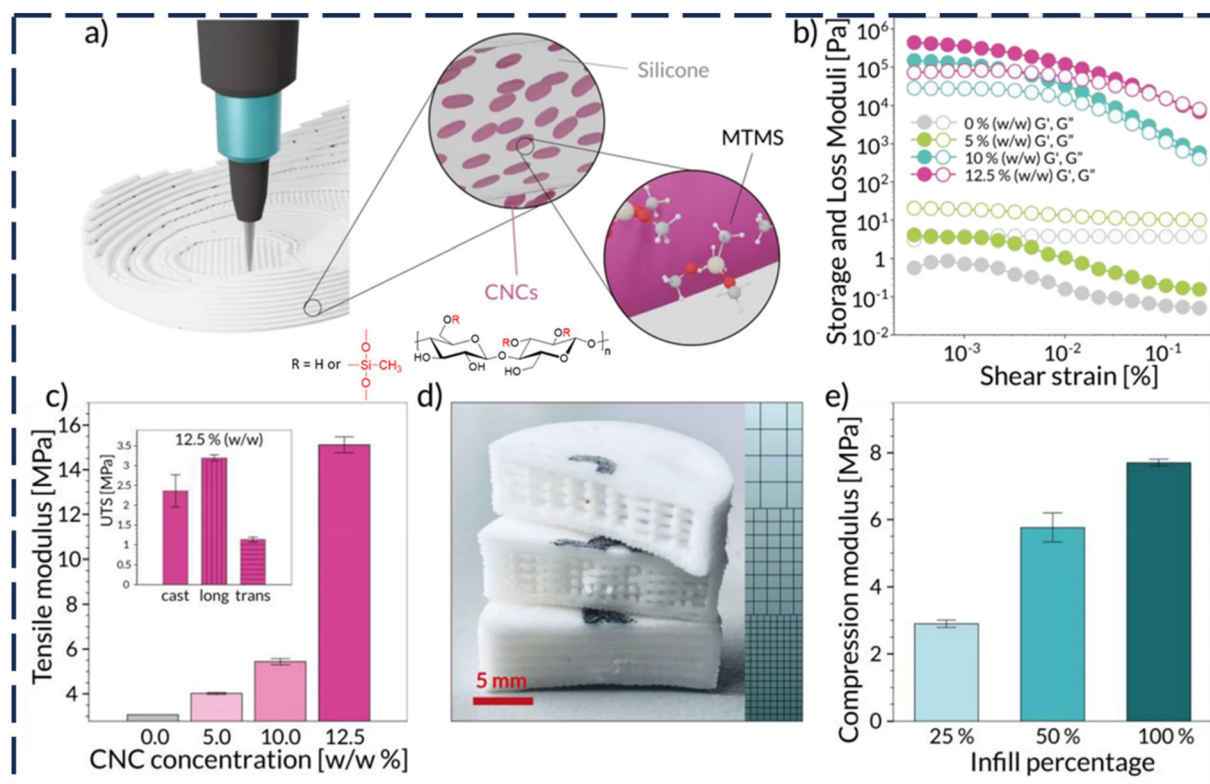 a)
Silicone
MTMS
CNCs
R = H or
O
Si
CH3
O
OR
O
HO
OH
O
RO
OR
O
HO
O
n
b)
Storage and Loss Moduli [Pa]
10^6
10^5
10^4
10^3
10^2
10^1
1
10^-1
10^-2
0 % (w/w) G', G"
5 % (w/w) G', G"
10 % (w/w) G', G"
12.5 % (w/w) G', G"
10^-3
10^-2
10^-1
Shear strain [%]
c)
Tensile modulus [MPa]
16
14
12
10
8
6
4
12.5 % (w/w)
UTS [MPa]
3.5
3
2.5
2
1.5
1
0.5
0
cast long trans
0.0 5.0 10.0 12.5
CNC concentration [w/w %]
d)
5 mm
e)
Compression modulus [MPa]
8
6
4
2
0
25 % 50 % 100 %
Infill percentage